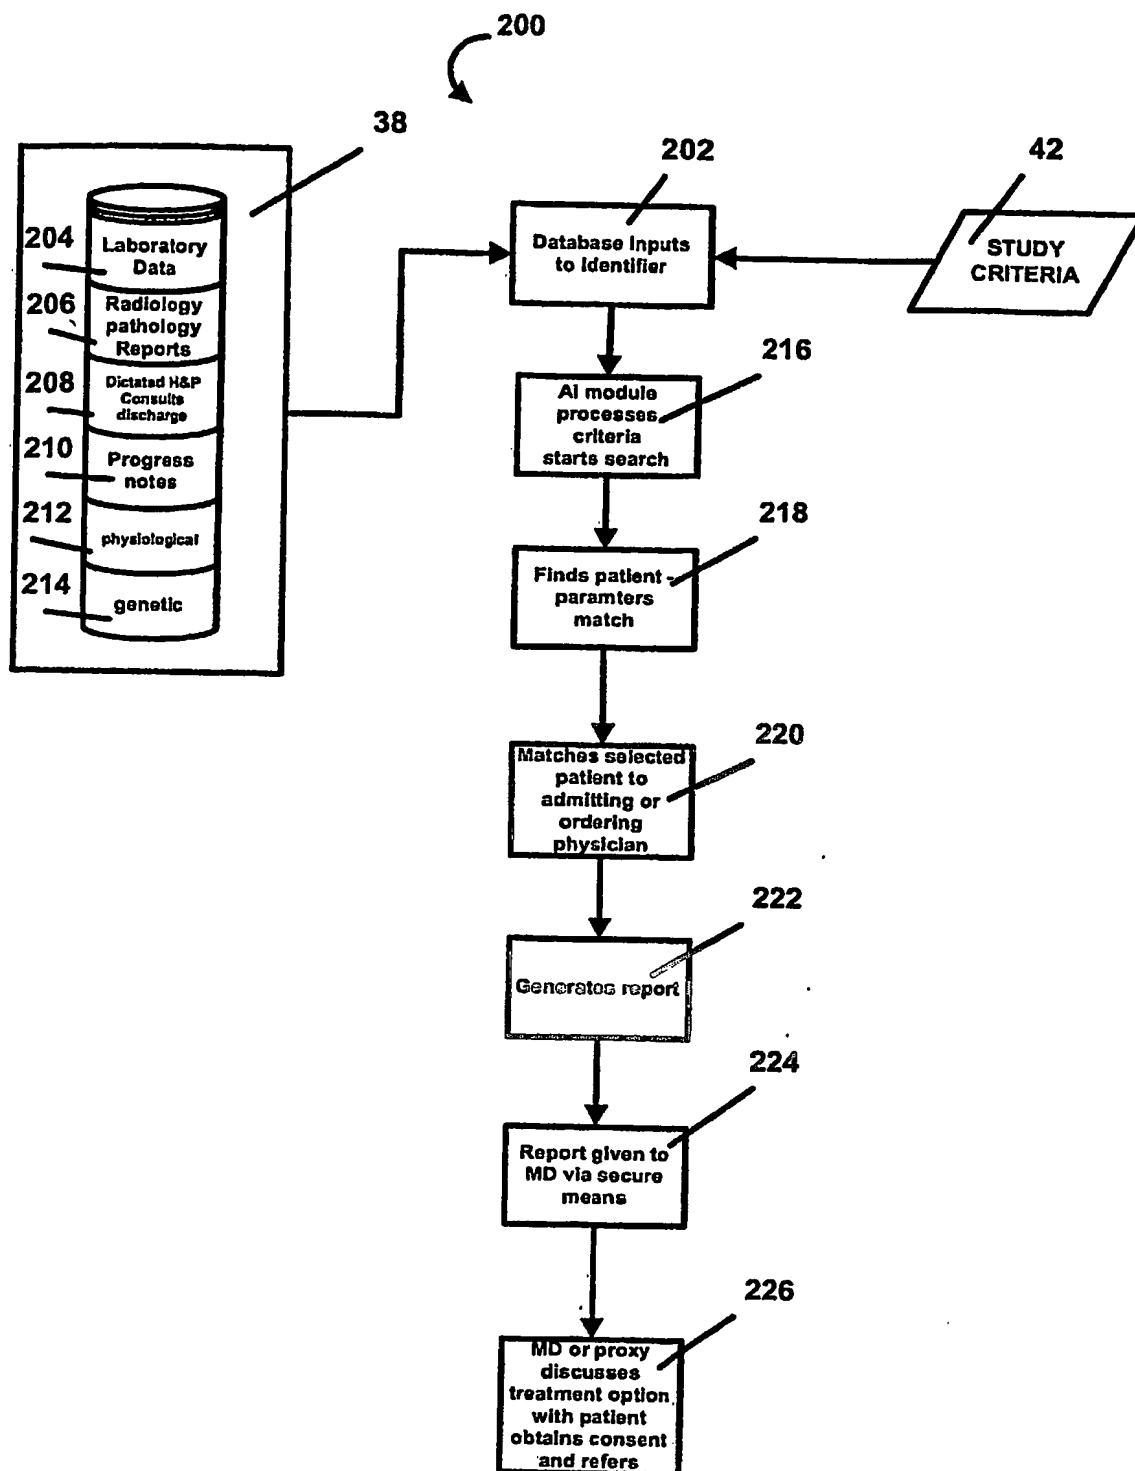 200
38
204
Laboratory
Data
206
Radiology
pathology
Reports
208
Dictated H&P
Consults
discharge
210
Progress
notes
212
physiological
214
genetic
202
Database Inputs
to Identifier
42
STUDY
CRITERIA
216
AI module
processes
criteria
starts search
218
Finds patient -
paramters
match
220
Matches selected
patient to
admitting or
ordering
physician
222
Generates report
224
Report given to
MD via secure
means
226
MD or proxy
discusses
treatment option
with patient
obtains consent
and refers